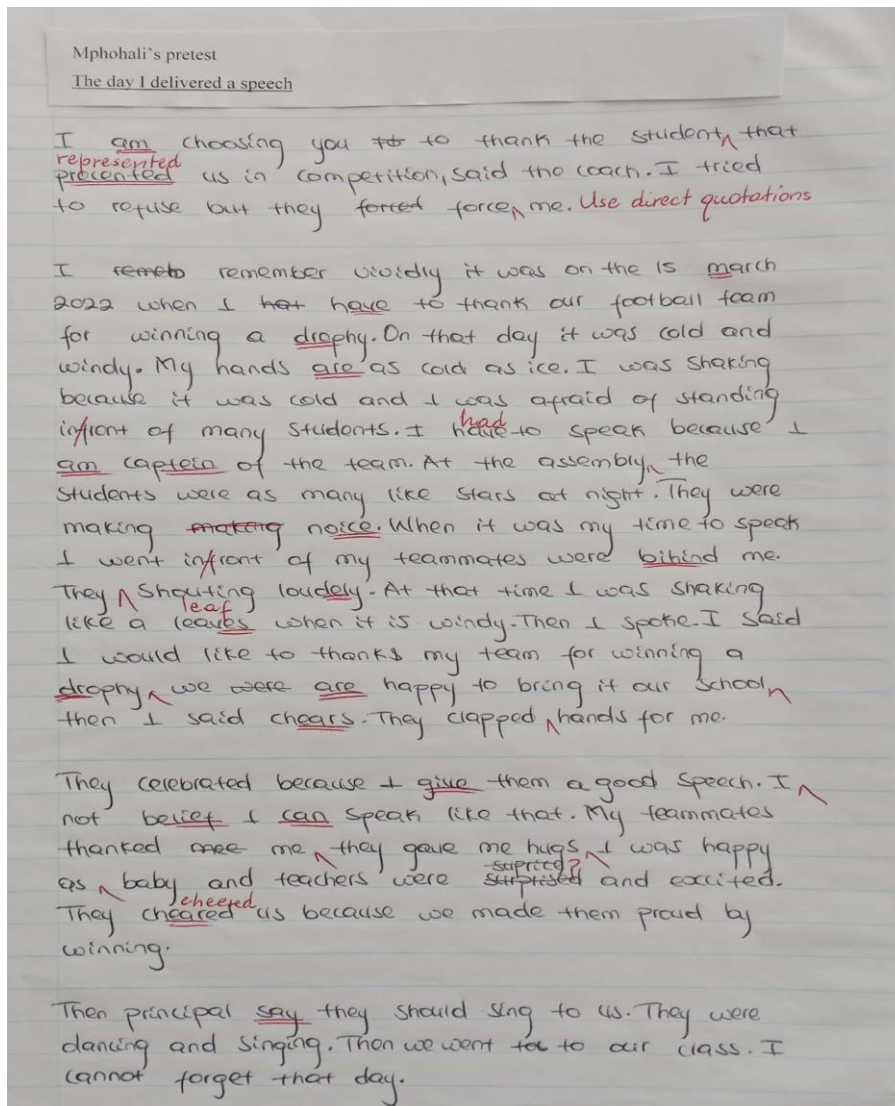 Mphohali's pretest
The day I delivered a speech
I am choosing you to to thank the student that
represented
precented us in competition, said the coach. I tried
to refuse but they forced force me. Use direct quotations
I remeto remember vividly it was on the 15 march
2022 when I hat have to thank our football team
for winning a drophy. On that day it was cold and
windy. My hands are as cold as ice. I was shaking
because it was cold and I was afraid of standing
had
in/front of many students. I have to speak because I
am captein of the team. At the assembly the
students were as many like stars at night. They were
making making noice. When it was my time to speak
I went in/front of my teammates were bihind me.
They shouting loudely. At that time I was shaking
leaf
like a leaves when it is windy. Then I spoke. I said
I would like to thanks my team for winning a
drophy we were are happy to bring it our school
then I said chears. They clapped hands for me.
They celebrated because I give them a good speech. I
not belief I can speak like that. My teammates
thanked mee me they gave me hugs I was happy
suprited?
as baby and teachers were surprised and excited.
cheered
They cheared us because we made them proud by
winning.
Then principal say they should sing to us. They were
dancing and singing. Then we went to to our class. I
cannot forget that day.